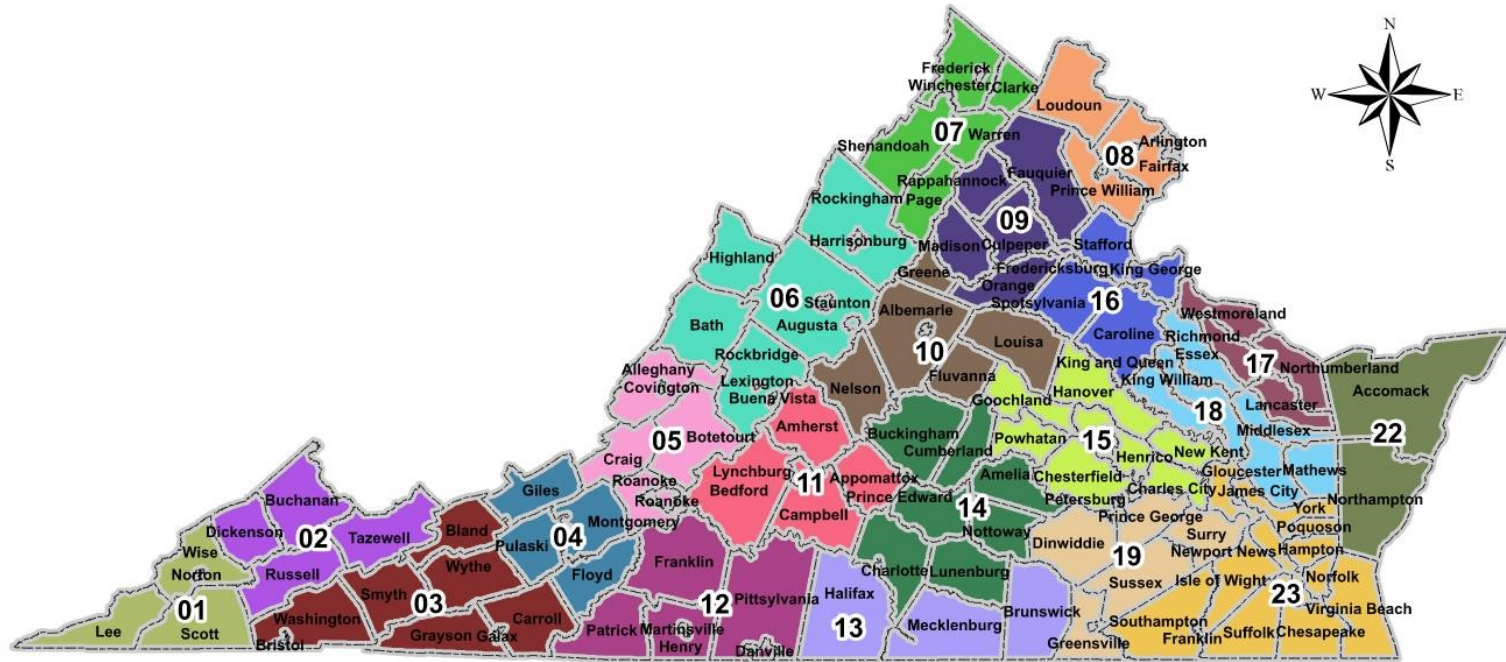 N
W
E
S
Frederick
Winchester
Clarke
Loudoun
07
Warren
Shenandoah
Arlington
08
Fairfax
Rappahannock
Fauquier
Page
Prince William
Rockingham
09
Madison
Culpeper
Stafford
Harrisonburg
Highland
Greene
Fredericksburg
King George
Orange
06
Staunton
Spotsylvania
16
Albemarle
Westmoreland
Augusta
Bath
Caroline
Richmond
Louisa
10
Rockbridge
Essex
17
Alleghany
King and Queen
Northumberland
Fluvanna
Covington
Lexington
Nelson
King William
Accomack
Buena Vista
Goochland
Hanover
Lancaster
18
Amherst
Buckingham
Middlesex
22
05
Botetourt
Powhatan
15
Cumberland
Henrico
New Kent
Craig
Lynchburg
Appomattox
Amelia
Chesterfield
Gloucester
Mathews
Roanoke
Bedford
11
Giles
Roanoke
Prince Edward
Petersburg
Charles City
James City
Northampton
Buchanan
Campbell
14
York
Montgomery
Prince George
Poquoson
Dickenson
Bland
Nottoway
Surry
02
Tazewell
Pulaski
04
Dinwiddie
19
Newport News
Hampton
Wise
Wythe
Franklin
Norton
Russell
Floyd
Charlotte
Lunenburg
Sussex
Isle of Wight
Norfolk
Smyth
Pittsylvania
Halifax
23
01
03
12
Brunswick
Virginia Beach
Washington
Carroll
13
Southampton
Lee
Scott
Grayson
Galax
Patrick
Martinsville
Mecklenburg
Franklin
Suffolk
Chesapeake
Bristol
Henry
Danville
Greensville